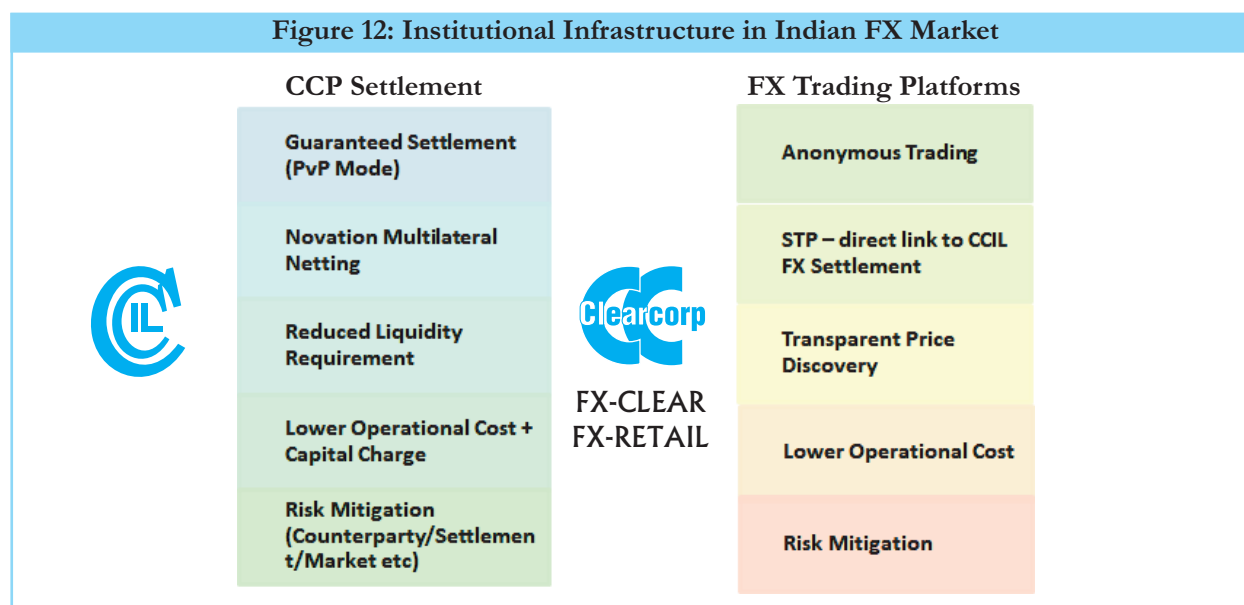 Figure 12: Institutional Infrastructure in Indian FX Market
CCP Settlement
Guaranteed Settlement
(PvP Mode)
Novation Multilateral
Netting
Reduced Liquidity
Requirement
Lower Operational Cost +
Capital Charge
Risk Mitigation
(Counterparty/Settlemen
t/Market etc)
CCIL
Clearcorp
FX-CLEAR
FX-RETAIL
FX Trading Platforms
Anonymous Trading
STP – direct link to CCIL
FX Settlement
Transparent Price
Discovery
Lower Operational Cost
Risk Mitigation